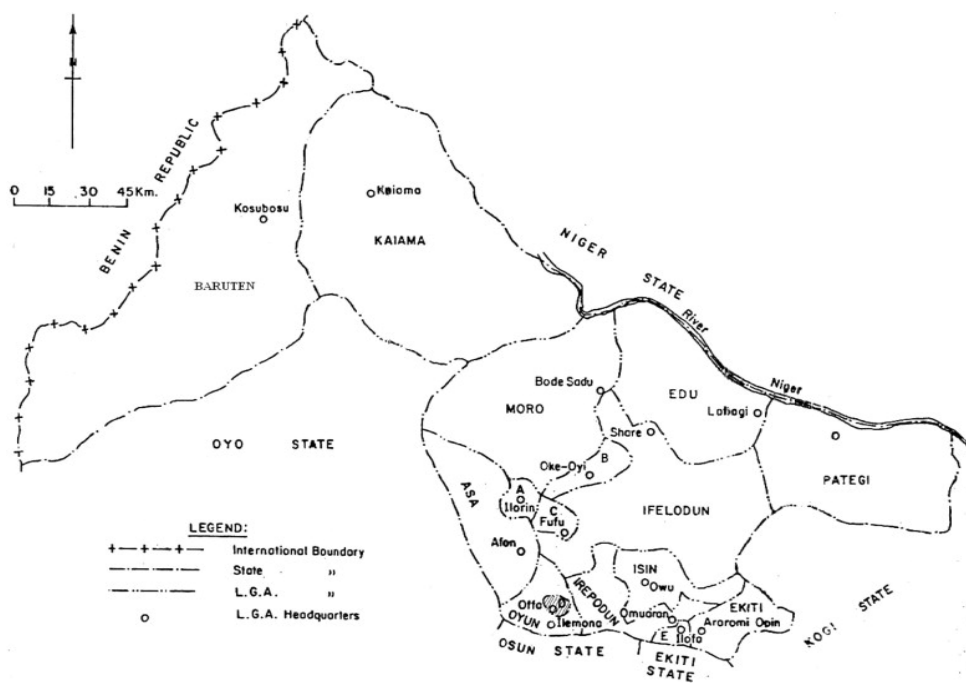 N
BENIN REPUBLIC
0 15 30 45 Km.
Kosubosu
Kaiama
KAIAMA
BARUTEN
NIGER STATE
River Niger
OYO STATE
Bode Sadu
MORO
EDU
Lafiagi
Share
B
Oke-Oyi
PATEGI
ASA
A
Ilorin
C
Fufu
IFELODUN
Afon
ISIN
Owu
IREPODUN
Omuaran
EKITI
Araromi Opin
E
Ilofa
Offa
D
OYUN
Ilemona
OSUN STATE
EKITI STATE
KOGI STATE
LEGEND:
International Boundary
State "
L.G.A. "
L.G.A. Headquarters